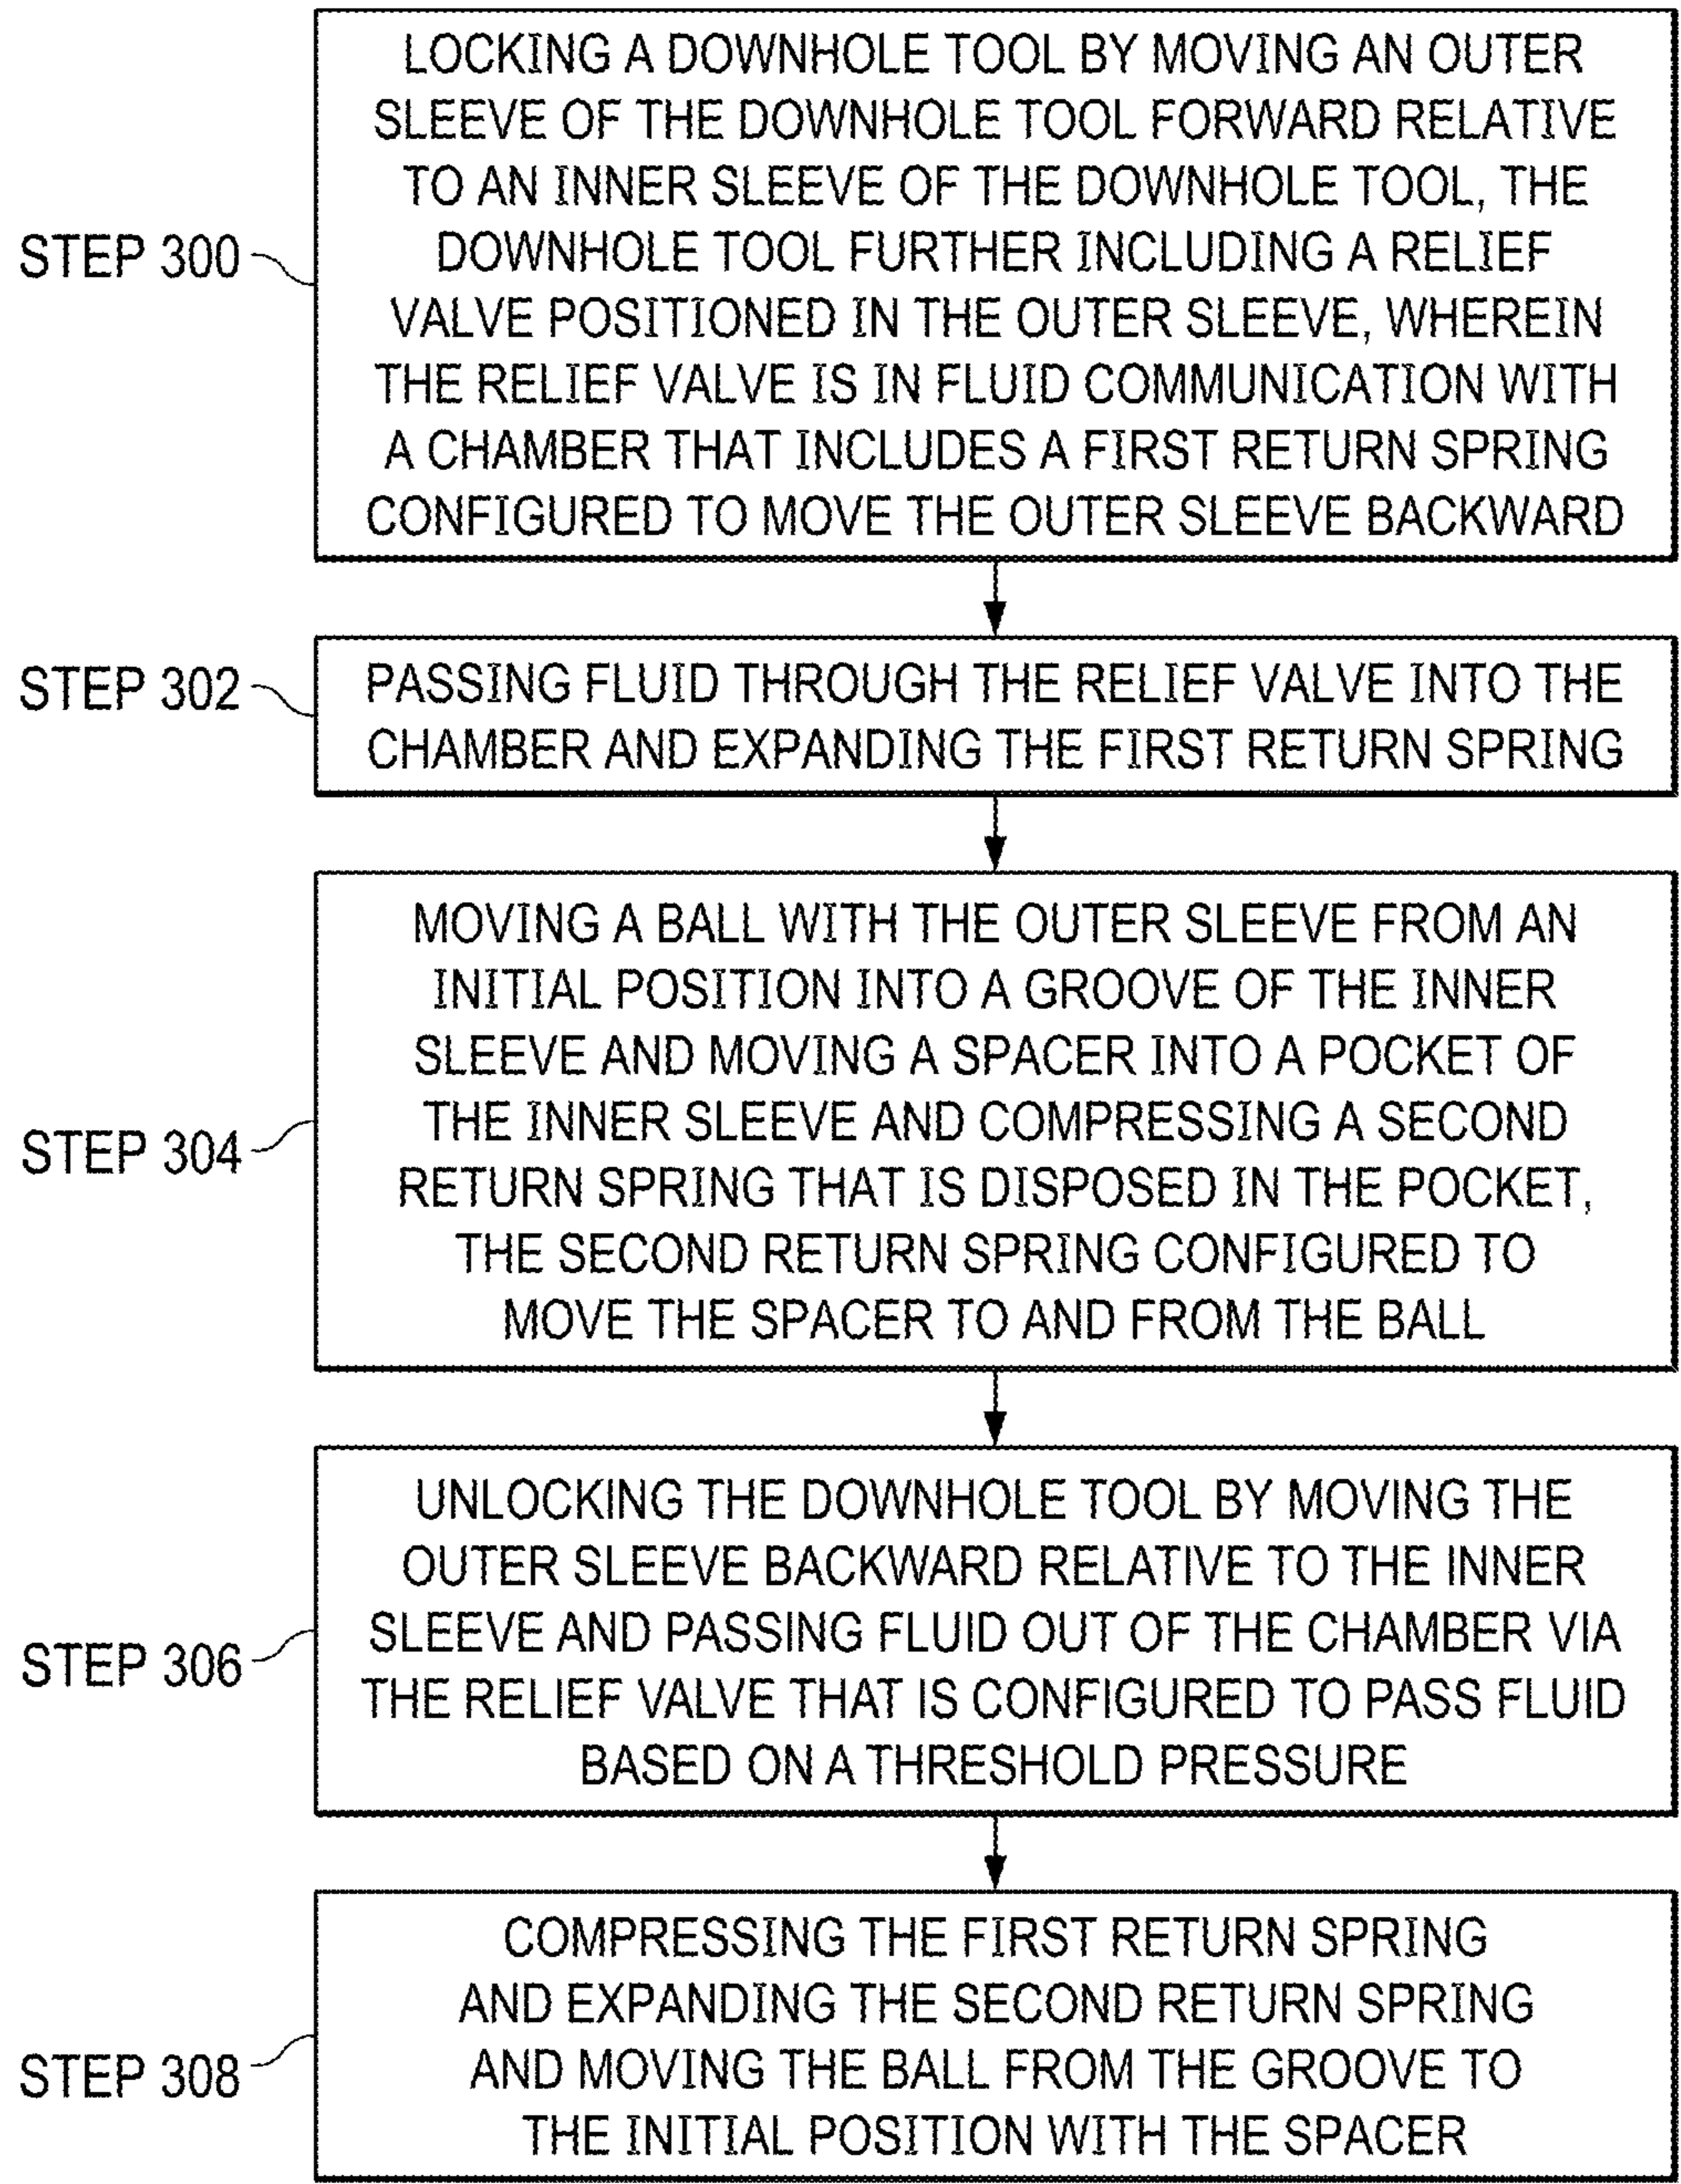 LOCKING A DOWNHOLE TOOL BY MOVING AN OUTER
SLEEVE OF THE DOWNHOLE TOOL FORWARD RELATIVE
TO AN INNER SLEEVE OF THE DOWNHOLE TOOL, THE
STEP 300
DOWNHOLE TOOL FURTHER INCLUDING A RELIEF
VALVE POSITIONED IN THE OUTER SLEEVE, WHEREIN
THE RELIEF VALVE IS IN FLUID COMMUNICATION WITH
A CHAMBER THAT INCLUDES A FIRST RETURN SPRING
CONFIGURED TO MOVE THE OUTER SLEEVE BACKWARD
STEP 302
PASSING FLUID THROUGH THE RELIEF VALVE INTO THE
CHAMBER AND EXPANDING THE FIRST RETURN SPRING
MOVING A BALL WITH THE OUTER SLEEVE FROM AN
INITIAL POSITION INTO A GROOVE OF THE INNER
SLEEVE AND MOVING A SPACER INTO A POCKET OF
THE INNER SLEEVE AND COMPRESSING A SECOND
STEP 304
RETURN SPRING THAT IS DISPOSED IN THE POCKET,
THE SECOND RETURN SPRING CONFIGURED TO
MOVE THE SPACER TO AND FROM THE BALL
UNLOCKING THE DOWNHOLE TOOL BY MOVING THE
OUTER SLEEVE BACKWARD RELATIVE TO THE INNER
SLEEVE AND PASSING FLUID OUT OF THE CHAMBER VIA
STEP 306
THE RELIEF VALVE THAT IS CONFIGURED TO PASS FLUID
BASED ON A THRESHOLD PRESSURE
COMPRESSING THE FIRST RETURN SPRING
AND EXPANDING THE SECOND RETURN SPRING
STEP 308
AND MOVING THE BALL FROM THE GROOVE TO
THE INITIAL POSITION WITH THE SPACER